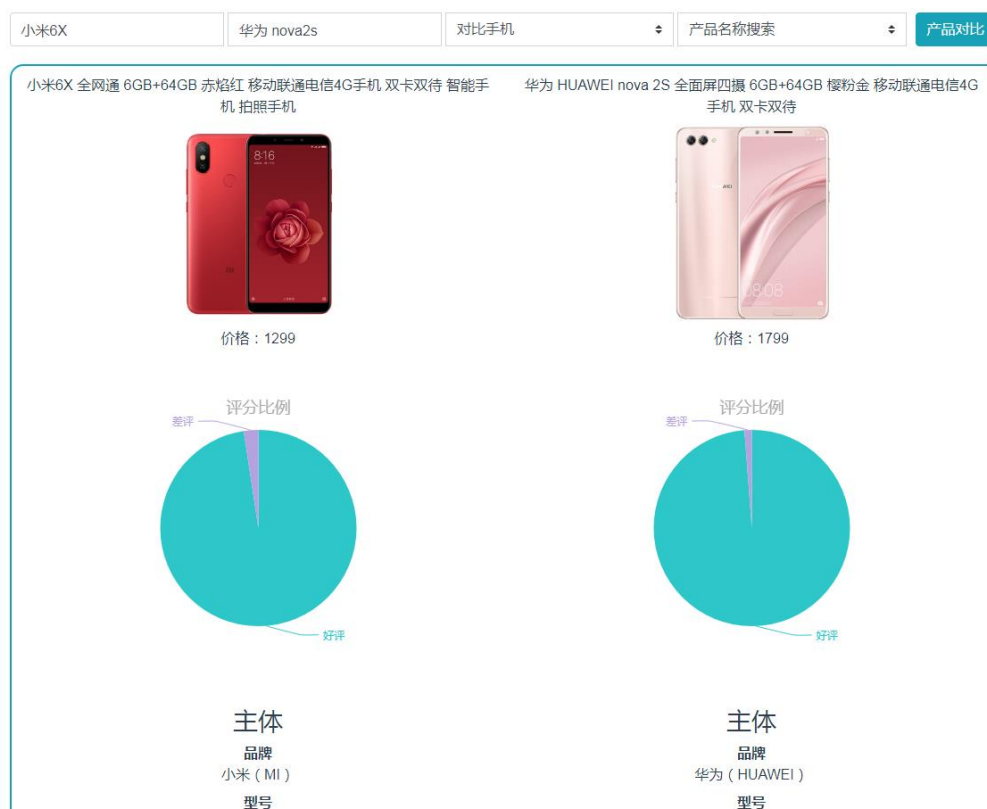 小米6X
华为 nova2s
对比手机
产品名称搜索
产品对比
小米6X 全网通 6GB+64GB 赤焰红 移动联通电信4G手机 双卡双待 智能手
机 拍照手机
华为 HUAWEI nova 2S 全面屏四摄 6GB+64GB 樱粉金 移动联通电信4G
手机 双卡双待
8:16
08:08
价格：1299
价格：1799
评分比例
差评
好评
评分比例
差评
好评
主体
品牌
小米（MI）
型号
主体
品牌
华为（HUAWEI）
型号